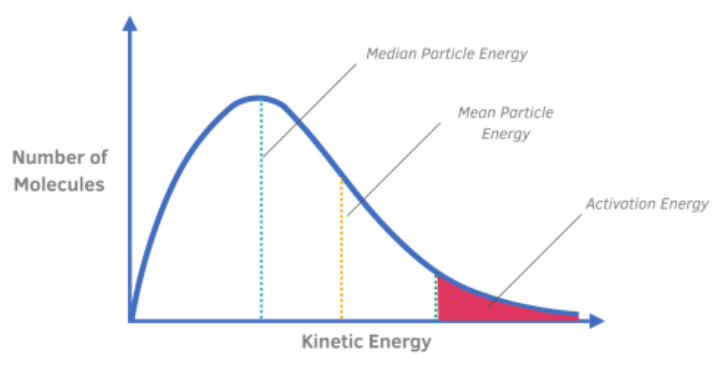 Median Particle Energy
Mean Particle
Energy
Number of
Molecules
Activation Energy
Kinetic Energy